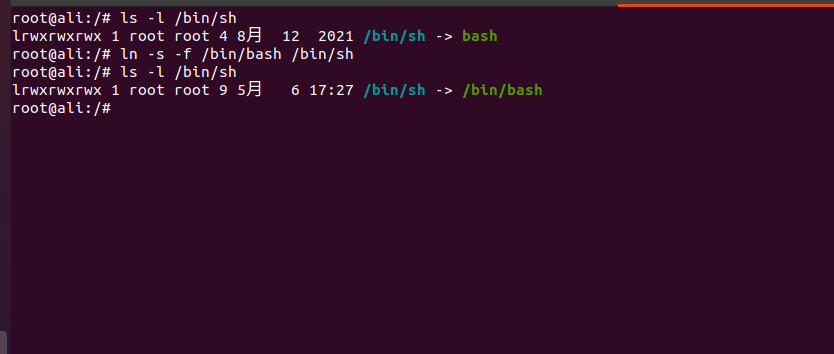 root@ali:/# ls -l /bin/sh
lrwxrwxrwx 1 root root 4 8月  12  2021 /bin/sh -> bash
root@ali:/# ln -s -f /bin/bash /bin/sh
root@ali:/# ls -l /bin/sh
lrwxrwxrwx 1 root root 9 5月   6 17:27 /bin/sh -> /bin/bash
root@ali:/#